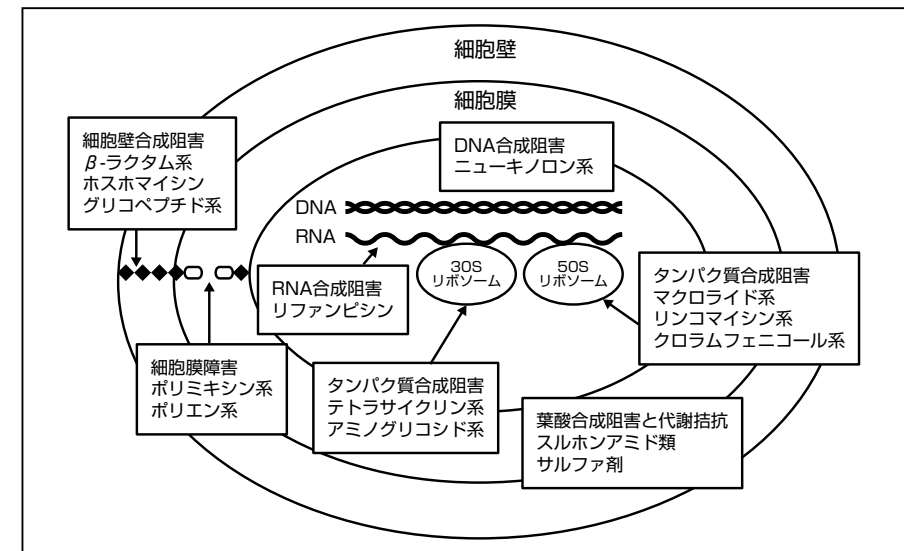 細胞壁
細胞膜
細胞壁合成阻害
β-ラクタム系
ホスホマイシン
グリコペプチド系
DNA合成阻害
ニューキノロン系
DNA
RNA
30S
リボソーム
50S
リボソーム
RNA合成阻害
リファンピシン
タンパク質合成阻害
マクロライド系
リンコマイシン系
クロラムフェニコール系
細胞膜障害
ポリミキシン系
ポリエン系
タンパク質合成阻害
テトラサイクリン系
アミノグリコシド系
葉酸合成阻害と代謝拮抗
スルホンアミド類
サルファ剤